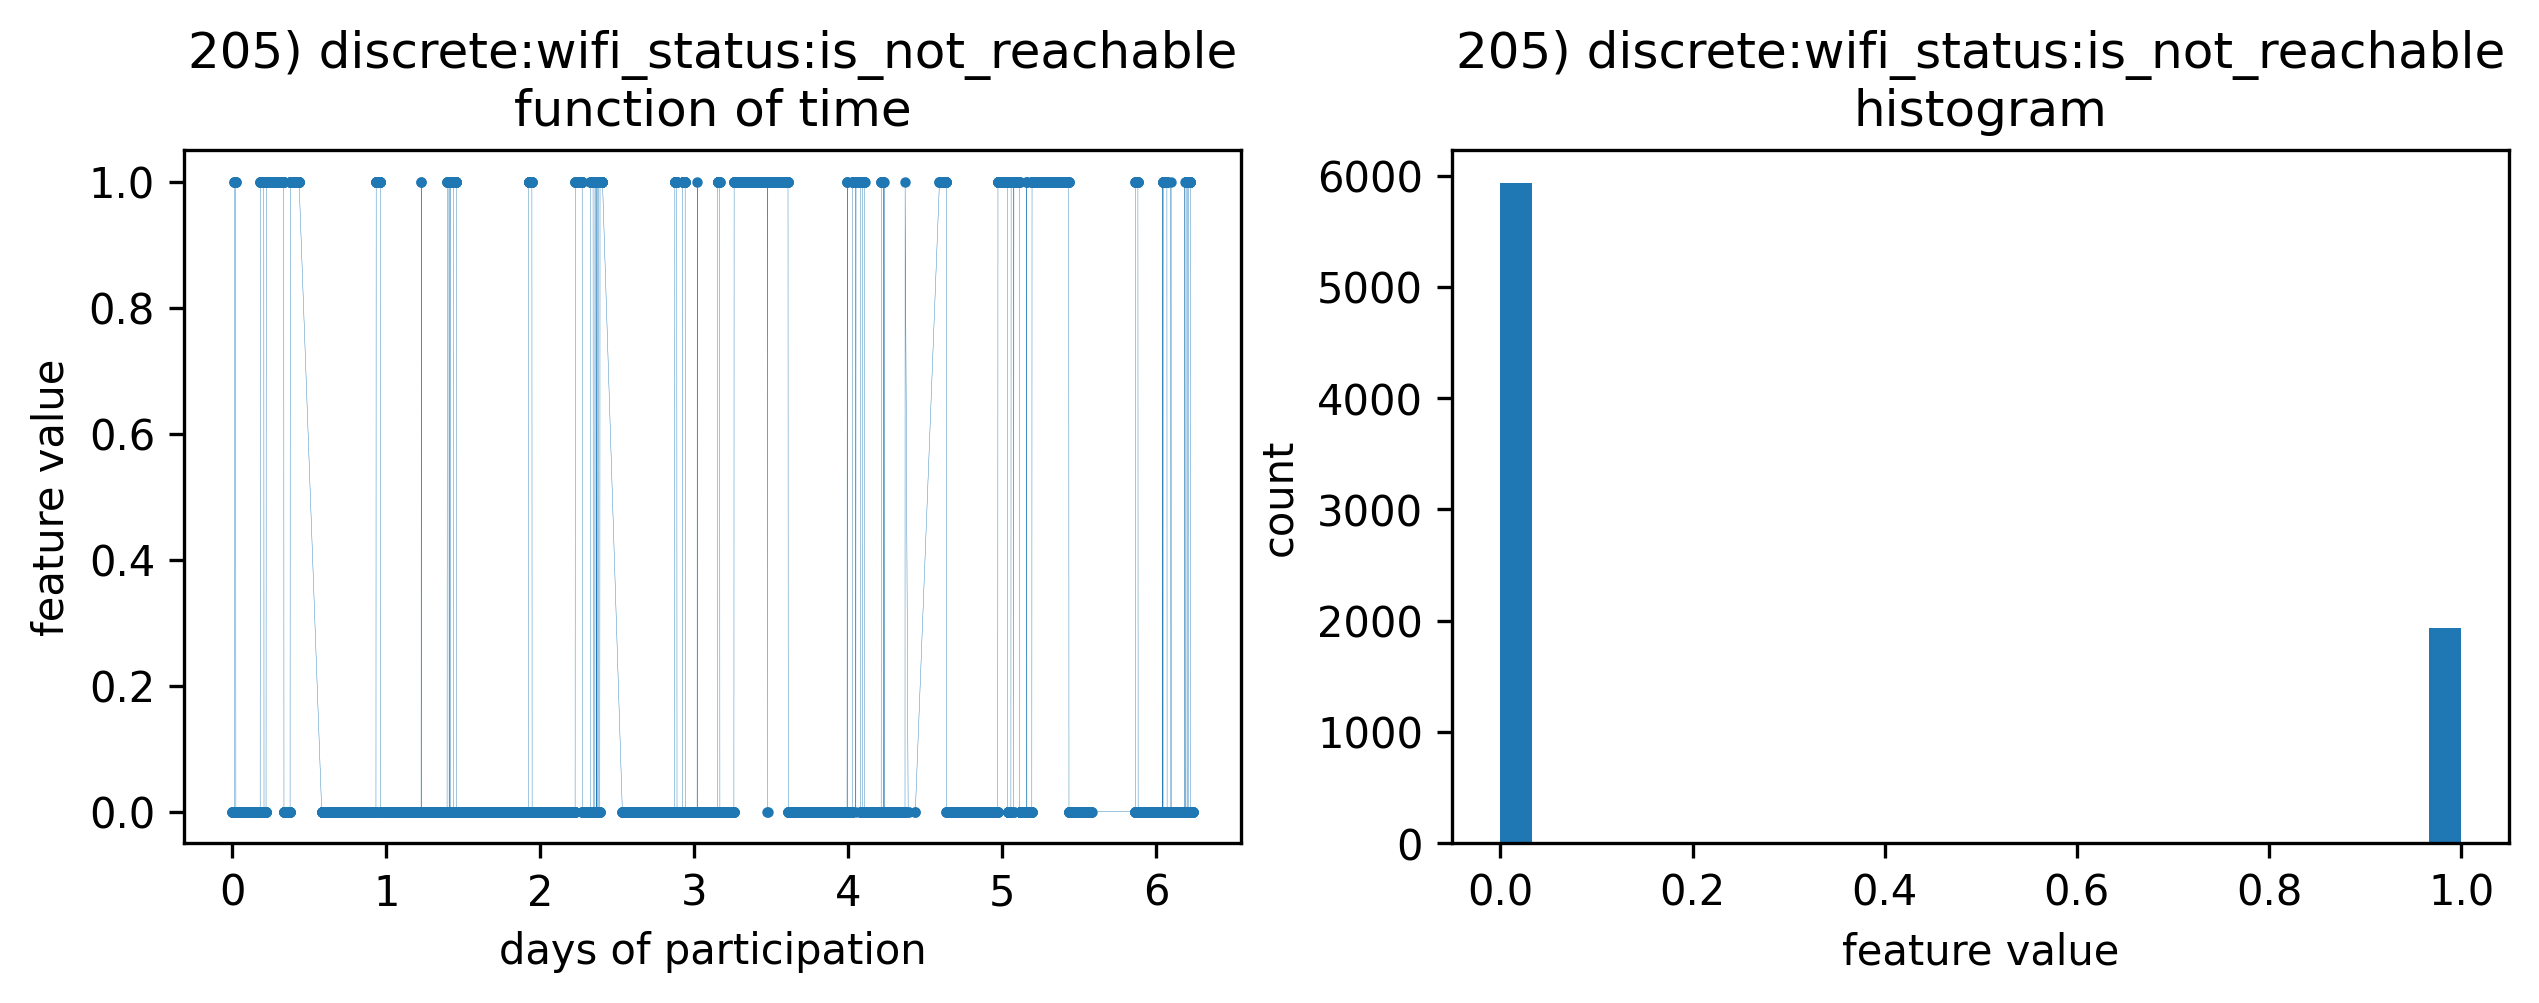 205) discrete:wifi_status:is_not_reachable
function of time
1.0
0.8
0.6
0.4
0.2
0.0
feature value
0 1 2 3 4 5 6
days of participation
205) discrete:wifi_status:is_not_reachable
histogram
6000
5000
4000
3000
2000
1000
0
count
0.0 0.2 0.4 0.6 0.8 1.0
feature value